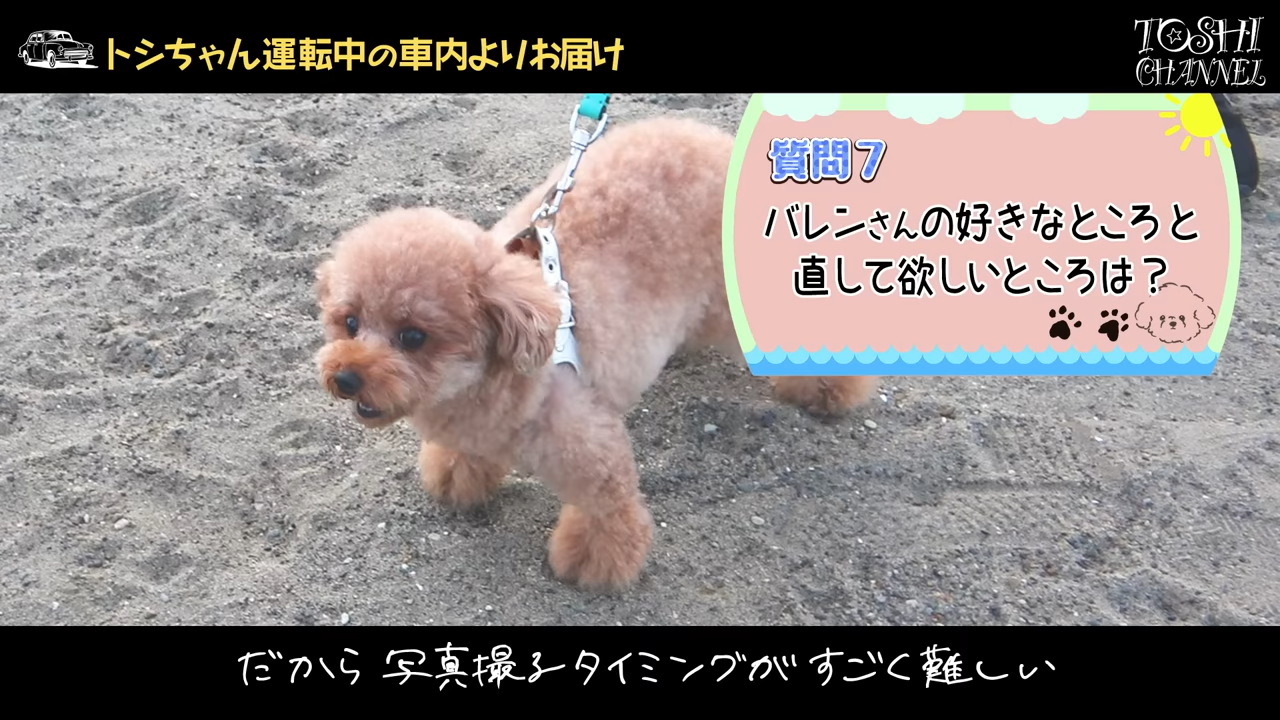 トシちゃん運転中の車内よりお届け
TOSHI
CHANNEL
質問7
バレンさんの好きなところと
直して欲しいところは？
だから 写真撮るタイミングがすごく難しい